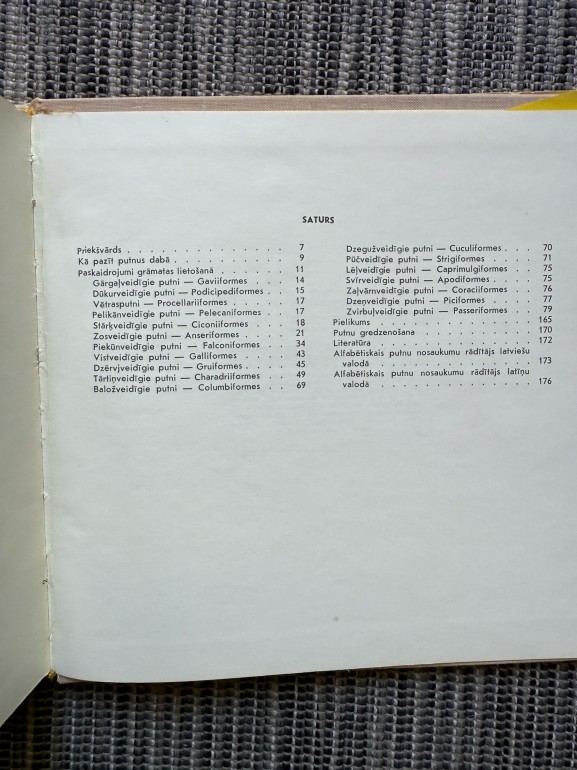 SATURS
Priekšvārds . . . . . . . . . . . . . . 7
Kā pazīt putnus dabā . . . . . . . . . . 9
Paskaidrojumi grāmatas lietošanā . . . . . . 11
Gārgaļveidīgie putni — Gaviiformes . . . 14
Dūkurveidīgie putni — Podicipediformes . . 15
Vētrasputni — Procellariiformes . . . . 17
Pelikānveidīgie putni — Pelecaniformes . . 17
Stārķveidīgie putni — Ciconiiformes . . . 18
Zosveidīgie putni — Anseriformes . . . . 21
Piekūnveidīgie putni — Falconiformes . . . 34
Vistveidīgie putni — Galliformes . . . . 43
Dzērvjveidīgie putni — Gruiformes . . . . 45
Tārtiņveidīgie putni — Charadriiformes . . 49
Baložveidīgie putni — Columbiformes . . 69
Dzegužveidīgie putni — Cuculiformes . . . 70
Pūčveidīgie putni — Strigiformes . . . . 71
Lēļveidīgie putni — Caprimulgiformes . . 75
Svīrveidīgie putni — Apodiformes . . . . 75
Zaļvārnveidīgie putni — Coraciiformes . . 76
Dzeņveidīgie putni — Piciformes . . . . 77
Zvirbuļveidīgie putni — Passeriformes . . 79
Pielikums . . . . . . . . . . . . . . 165
Putnu gredzenošana . . . . . . . . . . 170
Literatūra . . . . . . . . . . . . . . 172
Alfabētiskais putnu nosaukumu rādītājs latviešu
valodā . . . . . . . . . . . . . . 173
Alfabētiskais putnu nosaukumu rādītājs latīņu
valodā . . . . . . . . . . . . . . 176